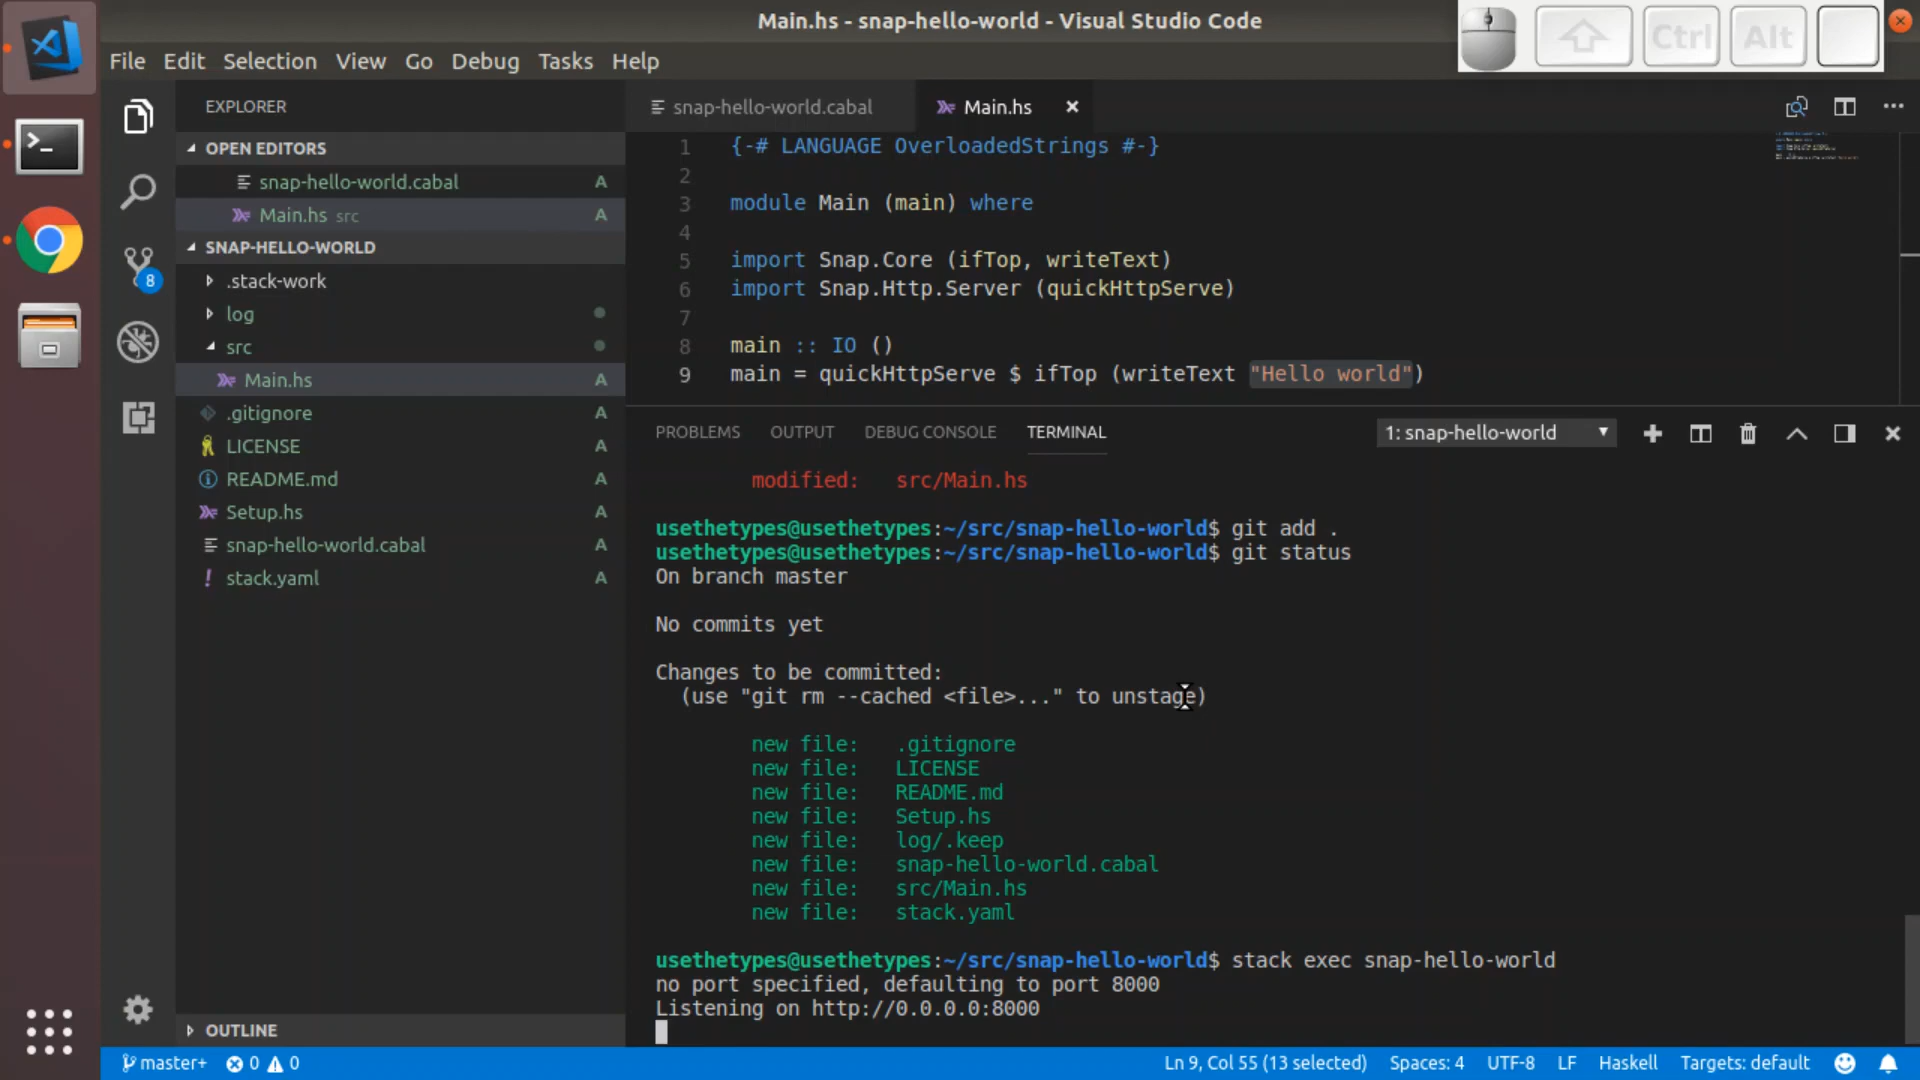 Main.hs - snap-hello-world - Visual Studio Code
Ctrl
Alt
File Edit Selection View Go Debug Tasks Help
EXPLORER
OPEN EDITORS
snap-hello-world.cabal A
Main.hs src A
SNAP-HELLO-WORLD
.stack-work
log
src
Main.hs A
.gitignore A
LICENSE A
README.md A
Setup.hs A
snap-hello-world.cabal A
! stack.yaml A
OUTLINE
8
snap-hello-world.cabal Main.hs
1 {-# LANGUAGE OverloadedStrings #-}
2
3 module Main (main) where
4
5 import Snap.Core (ifTop, writeText)
6 import Snap.Http.Server (quickHttpServe)
7
8 main :: IO ()
9 main = quickHttpServe $ ifTop (writeText "Hello world")
PROBLEMS OUTPUT DEBUG CONSOLE TERMINAL
1: snap-hello-world
modified: src/Main.hs
usethetypes@usethetypes:~/src/snap-hello-world$ git add .
usethetypes@usethetypes:~/src/snap-hello-world$ git status
On branch master
No commits yet
Changes to be committed:
(use "git rm --cached <file>..." to unstage)
new file: .gitignore
new file: LICENSE
new file: README.md
new file: Setup.hs
new file: log/.keep
new file: snap-hello-world.cabal
new file: src/Main.hs
new file: stack.yaml
usethetypes@usethetypes:~/src/snap-hello-world$ stack exec snap-hello-world
no port specified, defaulting to port 8000
Listening on http://0.0.0.0:8000
master+ 0 0 Ln 9, Col 55 (13 selected) Spaces: 4 UTF-8 LF Haskell Targets: default